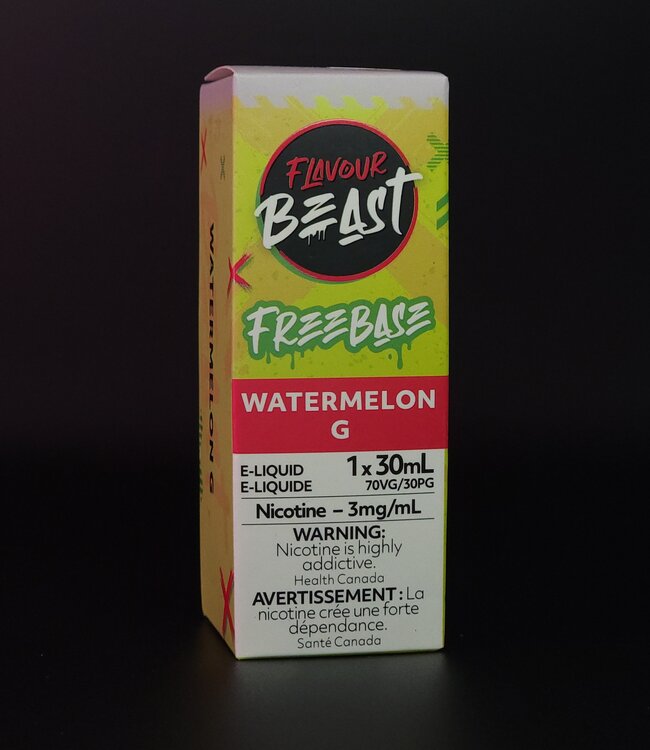 FLAVOUR
BEAST
FREEBASE
WATERMELON
G
E-LIQUID
E-LIQUIDE
1 x 30mL
70VG/30PG
Nicotine – 3mg/mL
WARNING:
Nicotine is highly
addictive.
Health Canada
AVERTISSEMENT : La
nicotine crée une forte
dépendance.
Santé Canada
WATERMELON G